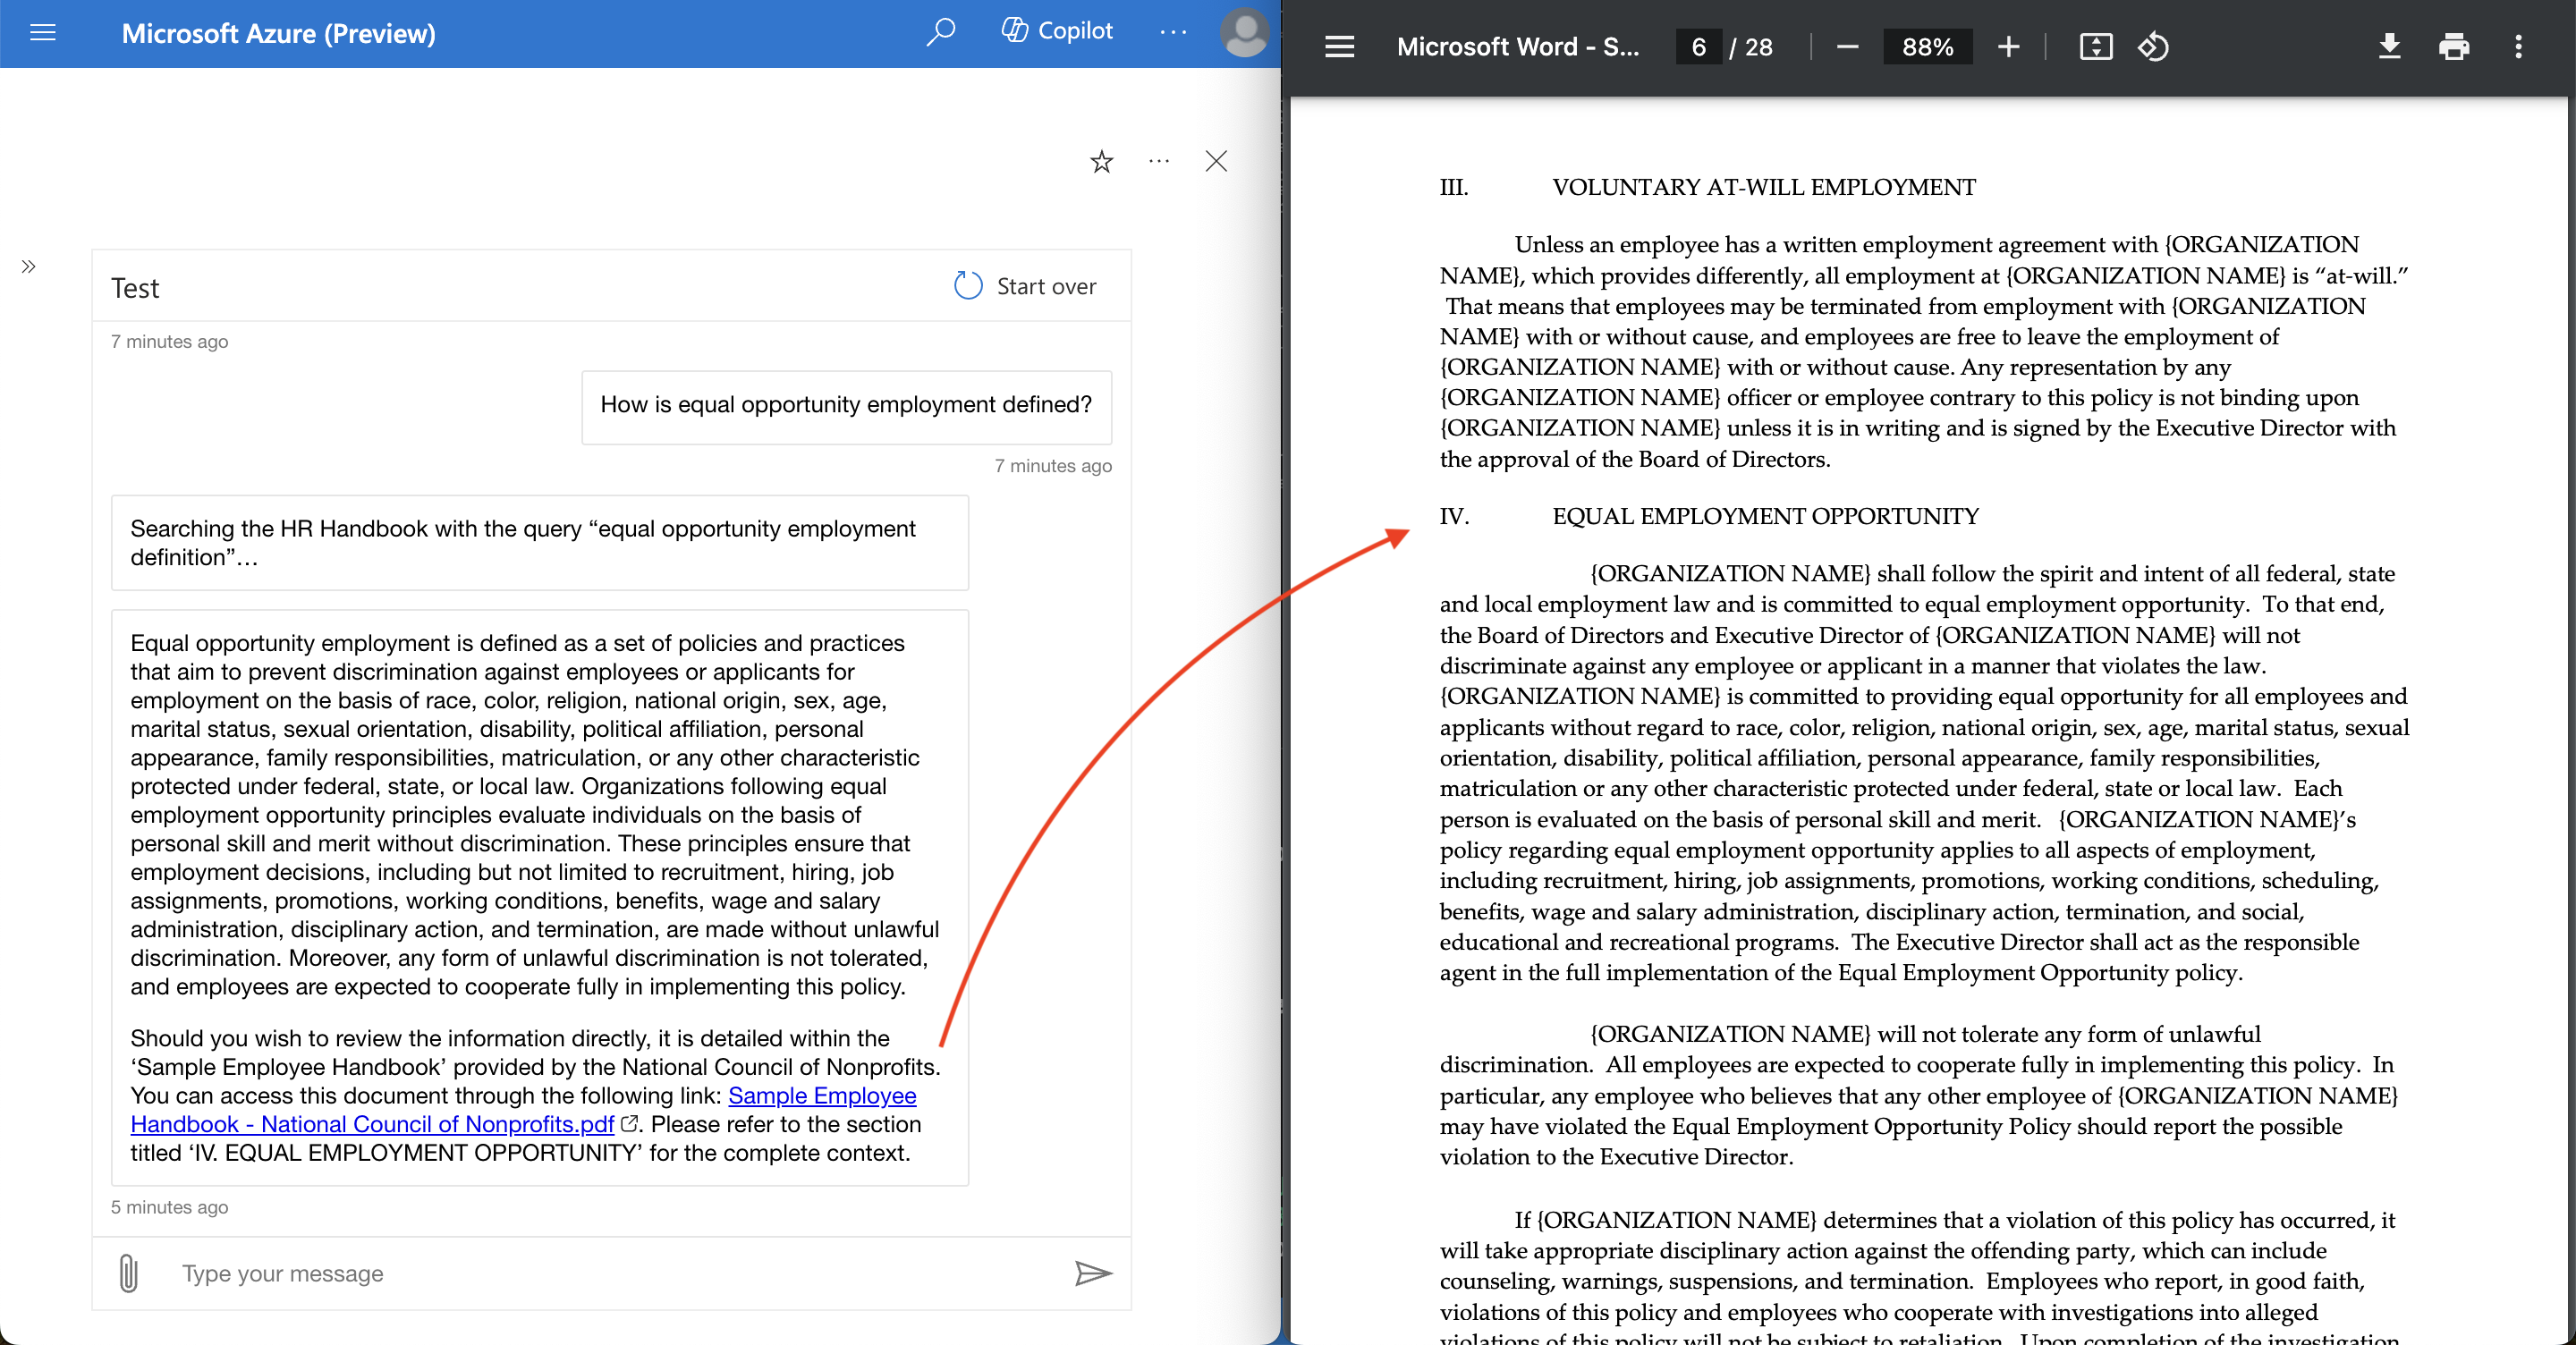 Microsoft Azure (Preview)
Copilot
Test
Start over
7 minutes ago
How is equal opportunity employment defined?
7 minutes ago
Searching the HR Handbook with the query “equal opportunity employment
definition”…
Equal opportunity employment is defined as a set of policies and practices
that aim to prevent discrimination against employees or applicants for
employment on the basis of race, color, religion, national origin, sex, age,
marital status, sexual orientation, disability, political affiliation, personal
appearance, family responsibilities, matriculation, or any other characteristic
protected under federal, state, or local law. Organizations following equal
employment opportunity principles evaluate individuals on the basis of
personal skill and merit without discrimination. These principles ensure that
employment decisions, including but not limited to recruitment, hiring, job
assignments, promotions, working conditions, benefits, wage and salary
administration, disciplinary action, and termination, are made without unlawful
discrimination. Moreover, any form of unlawful discrimination is not tolerated,
and employees are expected to cooperate fully in implementing this policy.
Should you wish to review the information directly, it is detailed within the
‘Sample Employee Handbook’ provided by the National Council of Nonprofits.
You can access this document through the following link: Sample Employee
Handbook - National Council of Nonprofits.pdf. Please refer to the section
titled ‘IV. EQUAL EMPLOYMENT OPPORTUNITY’ for the complete context.
5 minutes ago
Type your message
Microsoft Word - S...
6 / 28
88%
III. VOLUNTARY AT-WILL EMPLOYMENT
Unless an employee has a written employment agreement with {ORGANIZATION
NAME}, which provides differently, all employment at {ORGANIZATION NAME} is “at-will.”
That means that employees may be terminated from employment with {ORGANIZATION
NAME} with or without cause, and employees are free to leave the employment of
{ORGANIZATION NAME} with or without cause. Any representation by any
{ORGANIZATION NAME} officer or employee contrary to this policy is not binding upon
{ORGANIZATION NAME} unless it is in writing and is signed by the Executive Director with
the approval of the Board of Directors.
IV. EQUAL EMPLOYMENT OPPORTUNITY
{ORGANIZATION NAME} shall follow the spirit and intent of all federal, state
and local employment law and is committed to equal employment opportunity. To that end,
the Board of Directors and Executive Director of {ORGANIZATION NAME} will not
discriminate against any employee or applicant in a manner that violates the law.
{ORGANIZATION NAME} is committed to providing equal opportunity for all employees and
applicants without regard to race, color, religion, national origin, sex, age, marital status, sexual
orientation, disability, political affiliation, personal appearance, family responsibilities,
matriculation or any other characteristic protected under federal, state or local law. Each
person is evaluated on the basis of personal skill and merit. {ORGANIZATION NAME}’s
policy regarding equal employment opportunity applies to all aspects of employment,
including recruitment, hiring, job assignments, promotions, working conditions, scheduling,
benefits, wage and salary administration, disciplinary action, termination, and social,
educational and recreational programs. The Executive Director shall act as the responsible
agent in the full implementation of the Equal Employment Opportunity policy.
{ORGANIZATION NAME} will not tolerate any form of unlawful
discrimination. All employees are expected to cooperate fully in implementing this policy. In
particular, any employee who believes that any other employee of {ORGANIZATION NAME}
may have violated the Equal Employment Opportunity Policy should report the possible
violation to the Executive Director.
If {ORGANIZATION NAME} determines that a violation of this policy has occurred, it
will take appropriate disciplinary action against the offending party, which can include
counseling, warnings, suspensions, and termination. Employees who report, in good faith,
violations of this policy and employees who cooperate with investigations into alleged
violations of this policy will not be subject to retaliation. Upon completion of the investigation